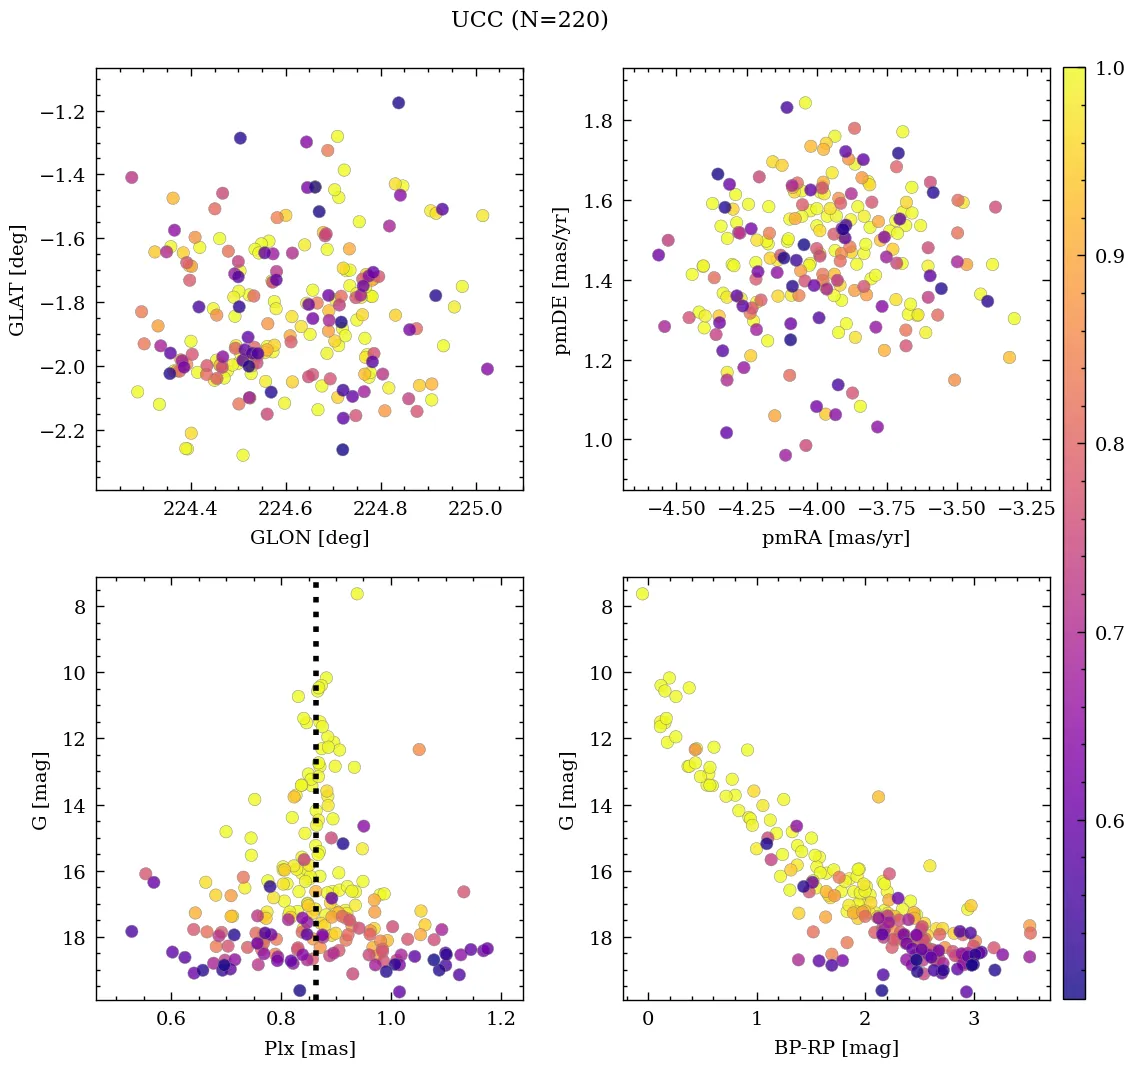 UCC (N=220)
−1.2
−1.4
−1.6
−1.8
−2.0
−2.2
GLAT [deg]
224.4 224.6 224.8 225.0
GLON [deg]
1.8
1.6
1.4
1.2
1.0
pmDE [mas/yr]
−4.50 −4.25 −4.00 −3.75 −3.50 −3.25
pmRA [mas/yr]
1.0
0.9
0.8
0.7
0.6
8
10
12
14
16
18
G [mag]
0.6 0.8 1.0 1.2
Plx [mas]
8
10
12
14
16
18
G [mag]
0 1 2 3
BP-RP [mag]